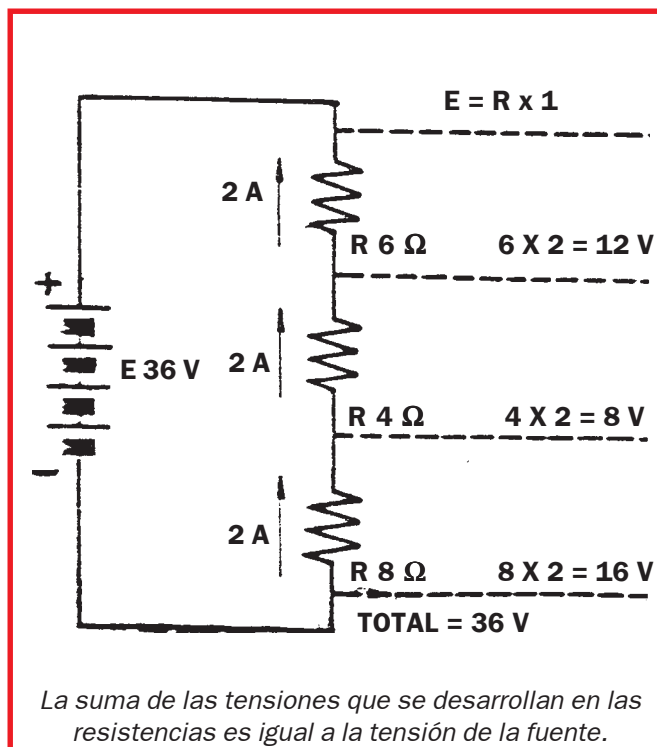 E = R x 1
2 A
R 6 Ω 6 X 2 = 12 V
+
E 36 V
2 A
R 4 Ω 4 X 2 = 8 V
–
2 A
R 8 Ω 8 X 2 = 16 V
TOTAL = 36 V
La suma de las tensiones que se desarrollan en las
resistencias es igual a la tensión de la fuente.